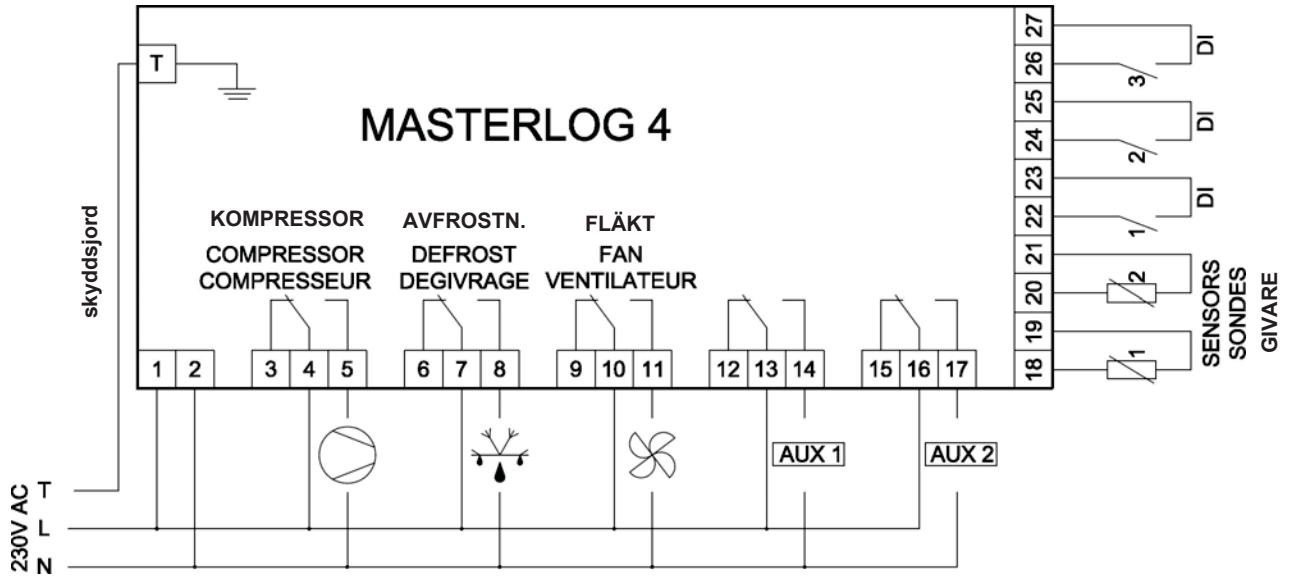 T
MASTERLOG 4
skyddsjord
KOMPRESSOR
COMPRESSOR
COMPRESSEUR
AVFROSTN.
DEFROST
DEGIVRAGE
FLÄKT
FAN
VENTILATEUR
1 2 3 4 5 6 7 8 9 10 11 12 13 14 15 16 17
27
26
25
24
23
22
21
20
19
18
3 DI
2 DI
1 DI
2
1
SENSORS
SONDES
GIVARE
AUX 1
AUX 2
230V AC
T
L
N